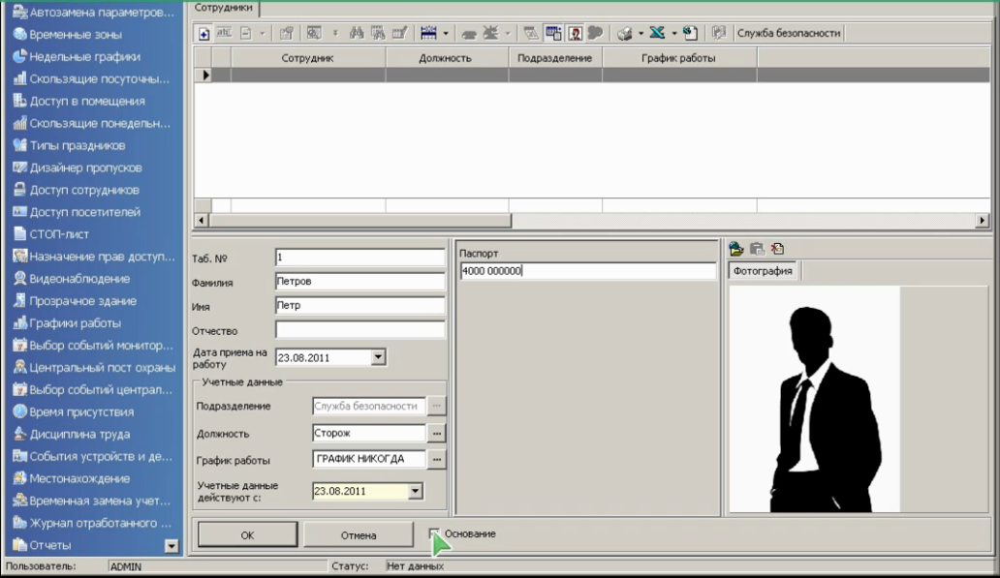 Автозамена параметров...
Временные зоны
Недельные графики
Скользящие посуточны...
Доступ в помещения
Скользящие понедельн...
Типы праздников
Дизайнер пропусков
Доступ сотрудников
Доступ посетителей
СТОП-лист
Назначение прав доступ...
Видеонаблюдение
Прозрачное здание
Графики работы
Выбор событий монитор...
Центральный пост охраны
Выбор событий централ...
Время присутствия
Дисциплина труда
События устройств и де...
Местонахождение
Временная замена учет...
Журнал отработанного ...
Отчеты
Сотрудники
Служба безопасности
Сотрудник Должность Подразделение График работы
Таб. № 1
Фамилия Петров
Имя Петр
Отчество
Дата приема на
работу 23.08.2011
Учетные данные
Подразделение Служба безопасности ...
Должность Сторож ...
График работы ГРАФИК НИКОГДА ...
Учетные данные
действуют с: 23.08.2011
Паспорт
4000 000000
Фотография
ОК Отмена Основание
Пользователь: ADMIN Статус: Нет данных